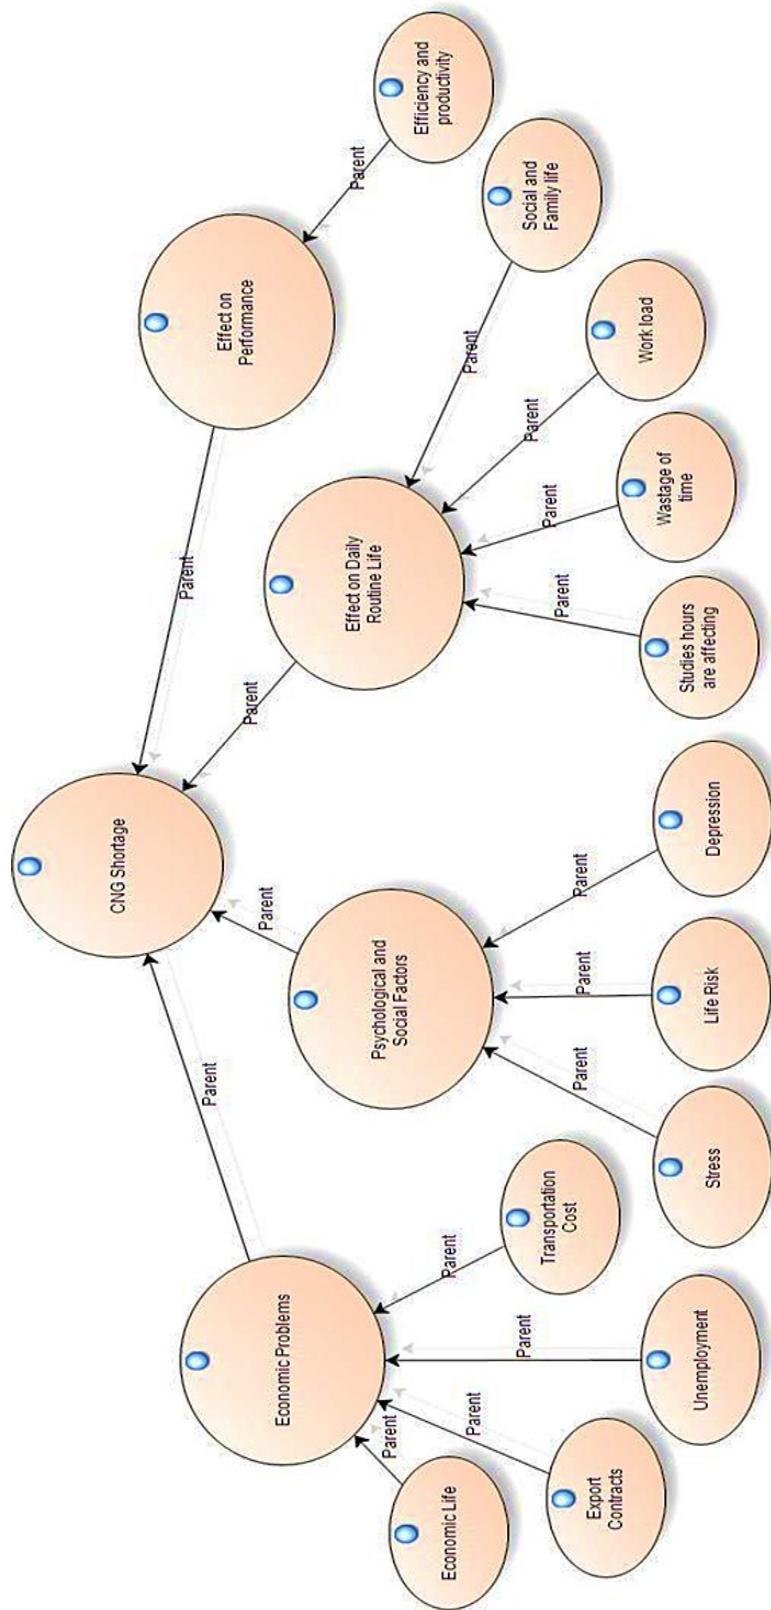 CNG Shortage
Parent
Parent
Parent
Parent
Economic Problems
Psychological and
Social Factors
Effect on Daily
Routine Life
Effect on
Performance
Parent
Parent
Parent
Parent
Economic Life
Export
Contracts
Unemployment
Transportation
Cost
Parent
Parent
Parent
Stress
Life Risk
Depression
Parent
Parent
Parent
Parent
Studies hours
are affecting
Wastage of
time
Work load
Social and
Family life
Parent
Efficiency and
productivity